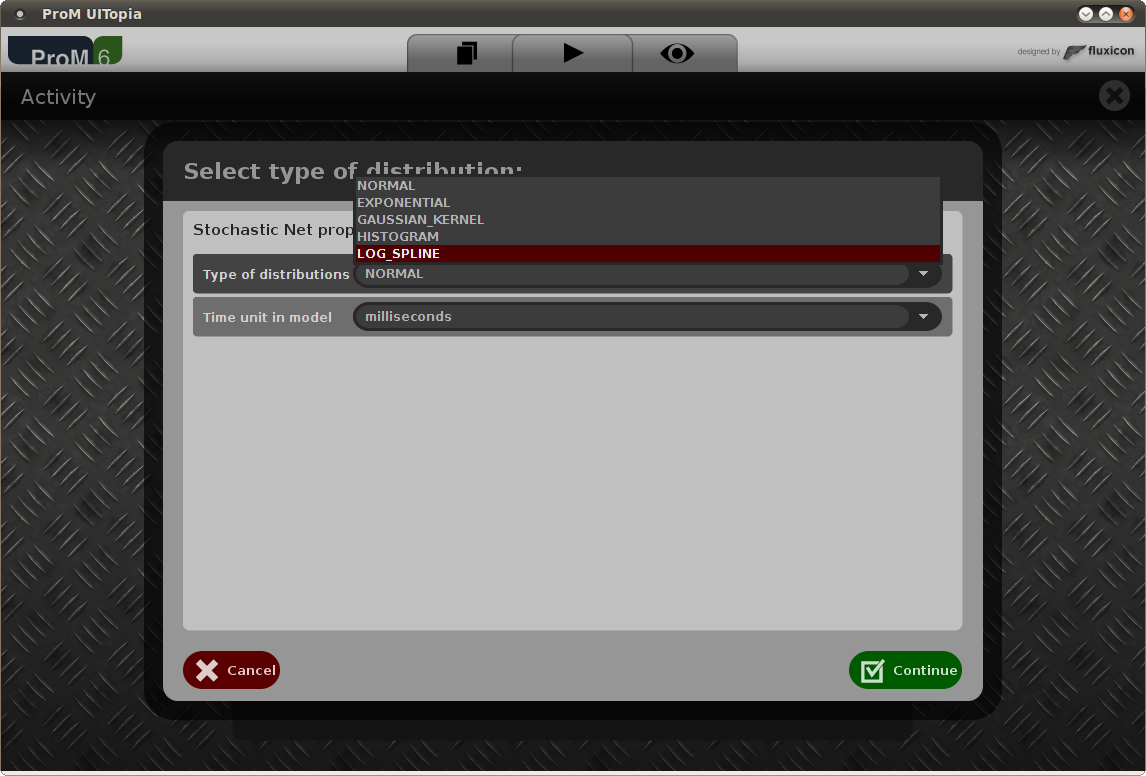 ProM UITopia
ProM 6
designed by fluxicon
Activity
Select type of distribution:
NORMAL
EXPONENTIAL
GAUSSIAN_KERNEL
HISTOGRAM
LOG_SPLINE
Stochastic Net prop
Type of distributions NORMAL
Time unit in model milliseconds
Cancel
Continue